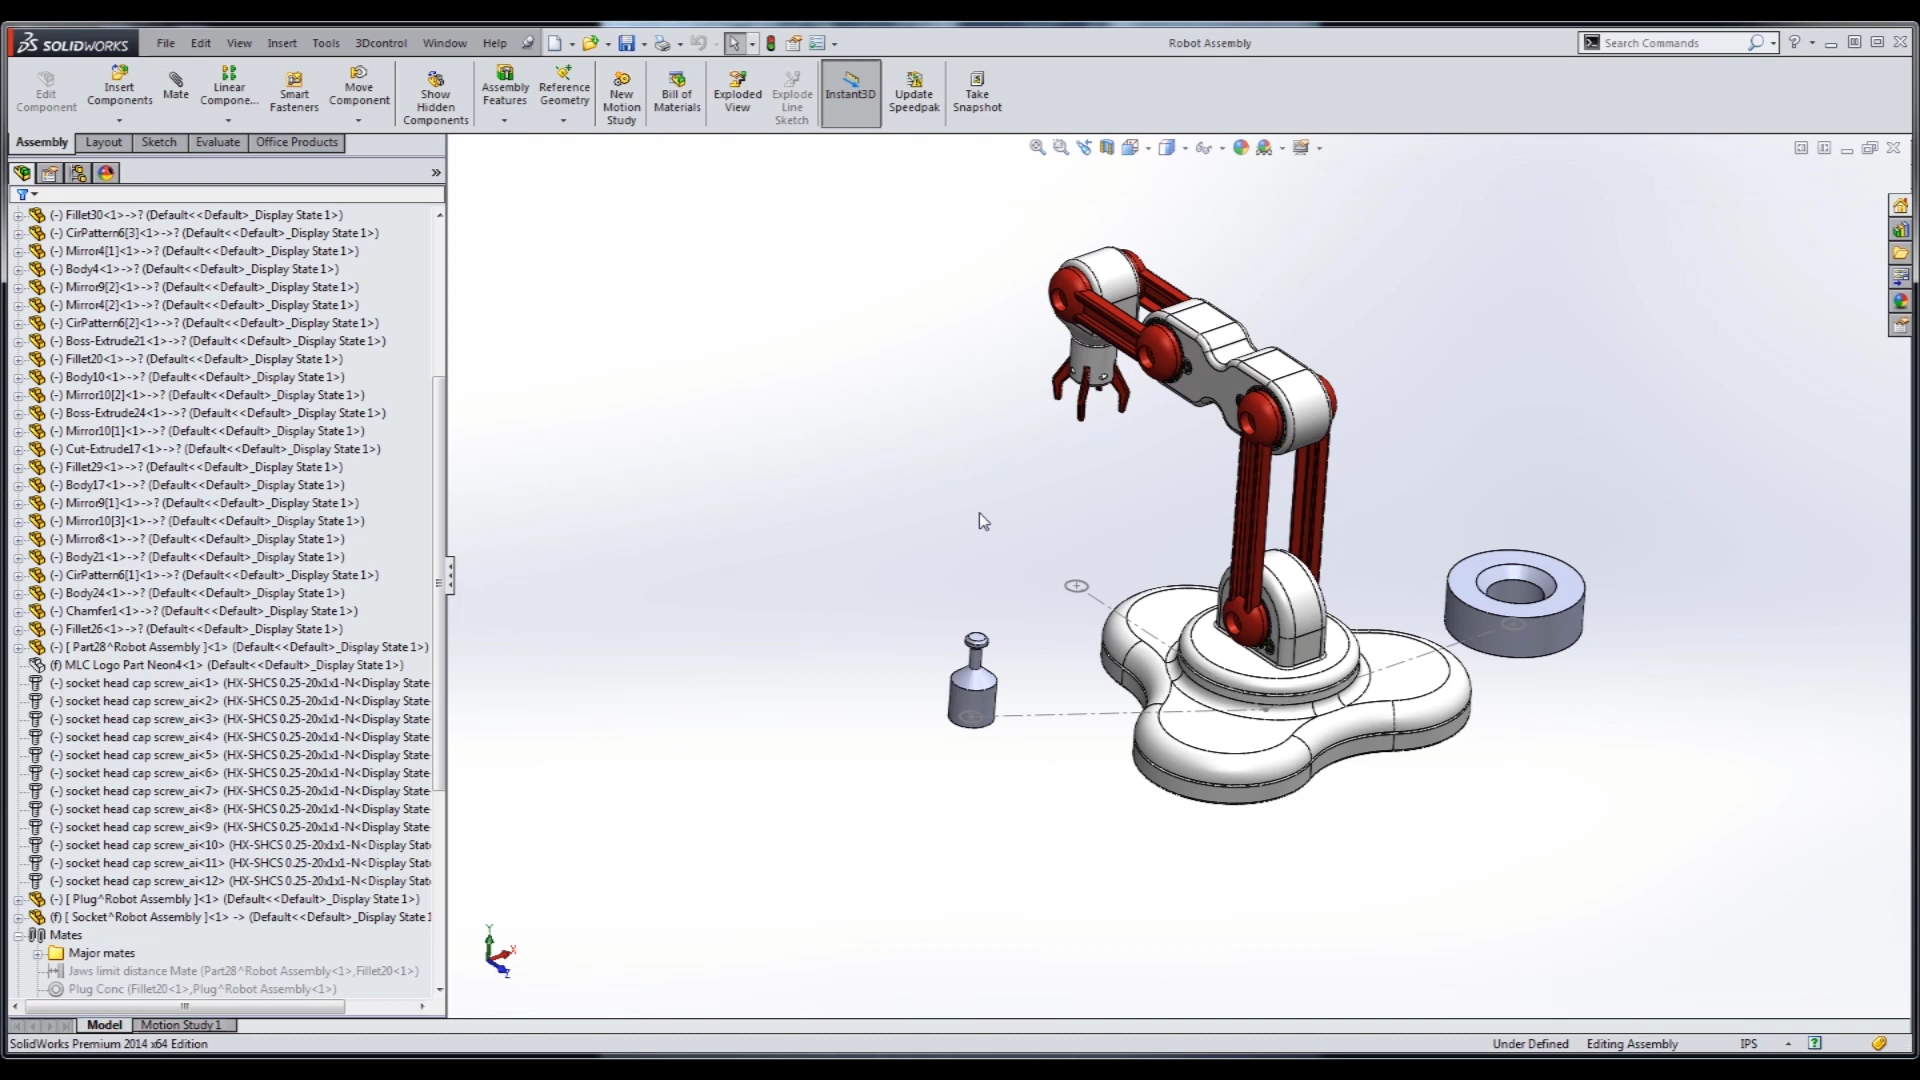 SOLIDWORKS File Edit View Insert Tools 3Dcontrol Window Help Robot Assembly Search Commands
Edit Component
Insert Components
Mate
Linear Compone...
Smart Fasteners
Move Component
Show Hidden Components
Assembly Features
Reference Geometry
New Motion Study
Bill of Materials
Exploded View
Explode Line Sketch
Instant3D
Update Speedpak
Take Snapshot
Assembly Layout Sketch Evaluate Office Products
(-) Fillet30<1>->? (Default<<Default>_Display State 1>)
(-) CirPattern6[3]<1>->? (Default<<Default>_Display State 1>)
(-) Mirror4[1]<1>->? (Default<<Default>_Display State 1>)
(-) Body4<1>->? (Default<<Default>_Display State 1>)
(-) Mirror9[2]<1>->? (Default<<Default>_Display State 1>)
(-) Mirror4[2]<1>->? (Default<<Default>_Display State 1>)
(-) CirPattern6[2]<1>->? (Default<<Default>_Display State 1>)
(-) Boss-Extrude21<1>->? (Default<<Default>_Display State 1>)
(-) Fillet20<1>->? (Default<<Default>_Display State 1>)
(-) Body10<1>->? (Default<<Default>_Display State 1>)
(-) Mirror10[2]<1>->? (Default<<Default>_Display State 1>)
(-) Boss-Extrude24<1>->? (Default<<Default>_Display State 1>)
(-) Mirror10[1]<1>->? (Default<<Default>_Display State 1>)
(-) Cut-Extrude17<1>->? (Default<<Default>_Display State 1>)
(-) Fillet29<1>->? (Default<<Default>_Display State 1>)
(-) Body17<1>->? (Default<<Default>_Display State 1>)
(-) Mirror9[1]<1>->? (Default<<Default>_Display State 1>)
(-) Mirror10[3]<1>->? (Default<<Default>_Display State 1>)
(-) Mirror8<1>->? (Default<<Default>_Display State 1>)
(-) Body21<1>->? (Default<<Default>_Display State 1>)
(-) CirPattern6[1]<1>->? (Default<<Default>_Display State 1>)
(-) Body24<1>->? (Default<<Default>_Display State 1>)
(-) Chamfer1<1>->? (Default<<Default>_Display State 1>)
(-) Fillet26<1>->? (Default<<Default>_Display State 1>)
(-) [ Part28^Robot Assembly ]<1> (Default<<Default>_Display State 1>)
(f) MLC Logo Part Neon4<1> (Default<<Default>_Display State 1>)
(-) socket head cap screw_ai<1> (HX-SHCS 0.25-20x1x1-N<Display State
(-) socket head cap screw_ai<2> (HX-SHCS 0.25-20x1x1-N<Display State
(-) socket head cap screw_ai<3> (HX-SHCS 0.25-20x1x1-N<Display State
(-) socket head cap screw_ai<4> (HX-SHCS 0.25-20x1x1-N<Display State
(-) socket head cap screw_ai<5> (HX-SHCS 0.25-20x1x1-N<Display State
(-) socket head cap screw_ai<6> (HX-SHCS 0.25-20x1x1-N<Display State
(-) socket head cap screw_ai<7> (HX-SHCS 0.25-20x1x1-N<Display State
(-) socket head cap screw_ai<8> (HX-SHCS 0.25-20x1x1-N<Display State
(-) socket head cap screw_ai<9> (HX-SHCS 0.25-20x1x1-N<Display State
(-) socket head cap screw_ai<10> (HX-SHCS 0.25-20x1x1-N<Display Stat
(-) socket head cap screw_ai<11> (HX-SHCS 0.25-20x1x1-N<Display Stat
(-) socket head cap screw_ai<12> (HX-SHCS 0.25-20x1x1-N<Display Stat
(-) [ Plug^Robot Assembly ]<1> (Default<<Default>_Display State 1>)
(f) [ Socket^Robot Assembly ]<1> -> (Default<<Default>_Display State 1
Mates
Major mates
Jaws limit distance Mate (Part28^Robot Assembly<1>,Fillet20<1>)
Plug Conc (Fillet20<1>,Plug^Robot Assembly<1>)
Y X Z
Model Motion Study 1
SolidWorks Premium 2014 x64 Edition Under Defined Editing Assembly IPS